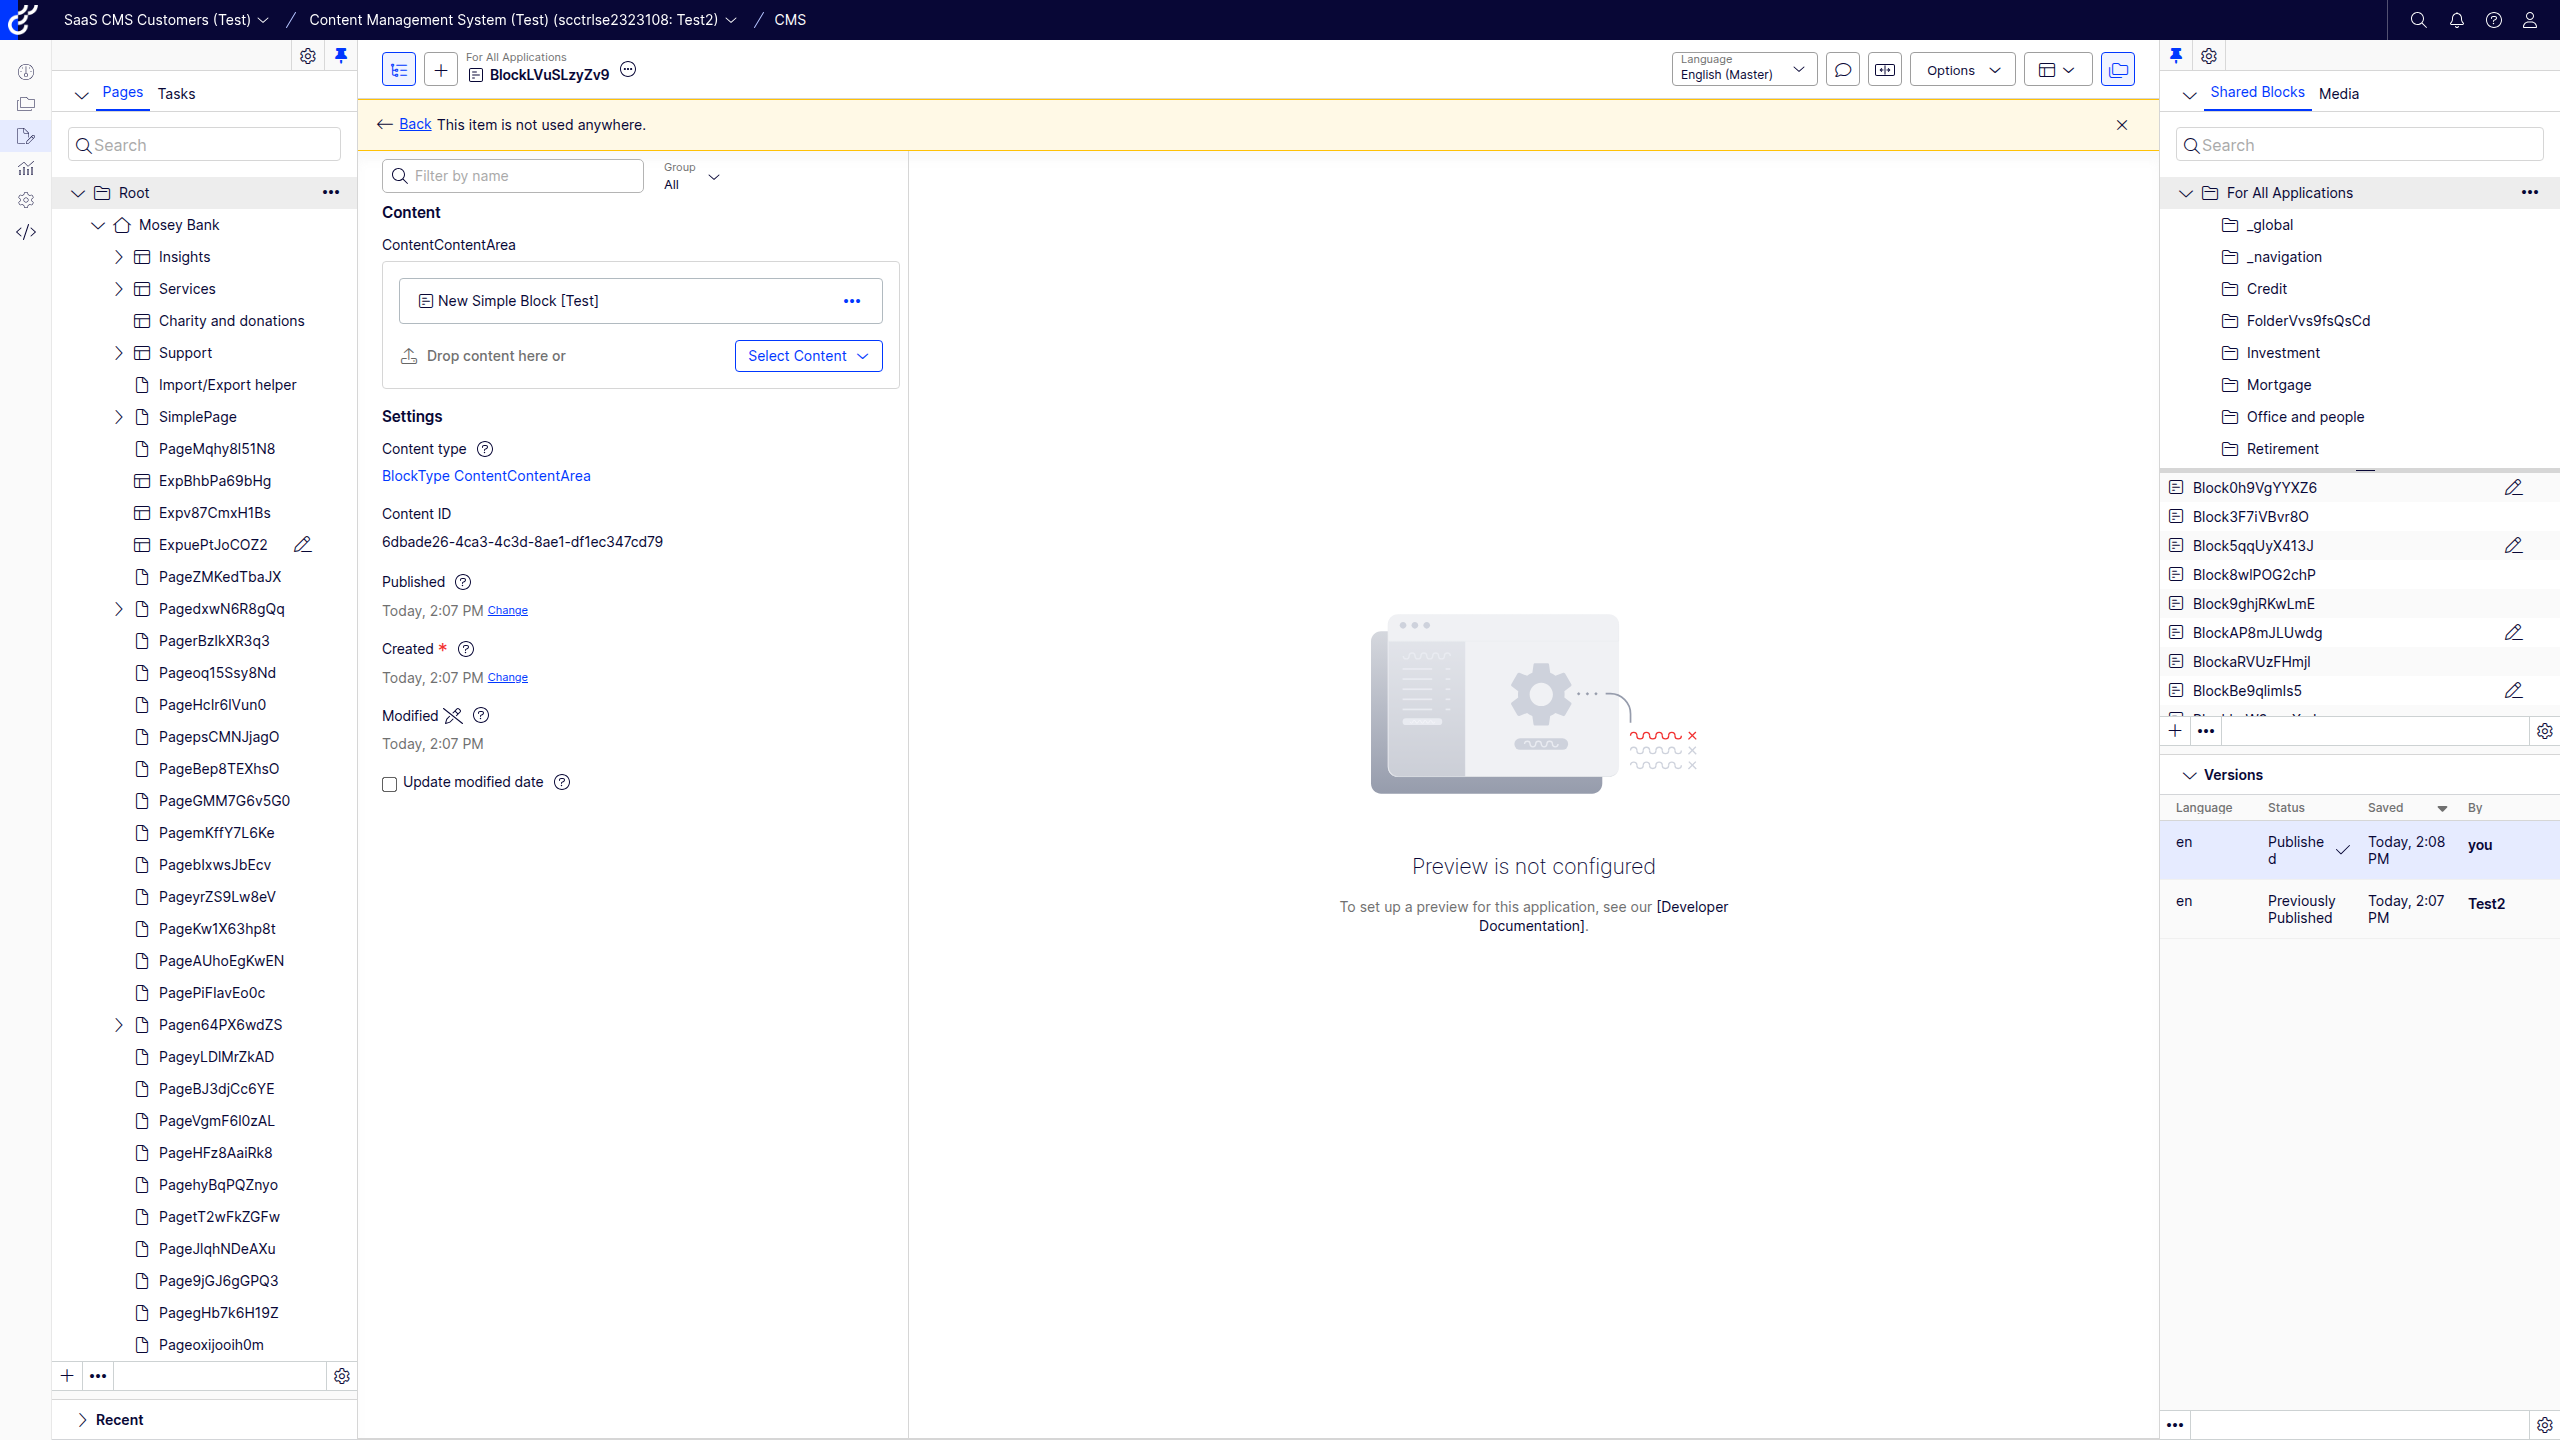 SaaS CMS Customers (Test) / Content Management System (Test) (scctrlse2323108: Test2) / CMS
Pages Tasks
Search
Root
Mosey Bank
Insights
Services
Charity and donations
Support
Import/Export helper
SimplePage
PageMqhy8l51N8
ExpBhbPa69bHg
Expv87CmxH1Bs
ExpuePtJoCOZ2
PageZMKedTbaJX
PagedxwN6R8gQq
PagerBzlkXR3q3
Pageoq15Ssy8Nd
PageHclr6lVun0
PagepsCMNJjagO
PageBep8TEXhsO
PageGMM7G6v5G0
PagemKffY7L6Ke
PageblxwsJbEcv
PageyrZS9Lw8eV
PageKw1X63hp8t
PageAUhoEgKwEN
PagePiFlavEo0c
Pagen64PX6wdZS
PageyLDlMrZkAD
PageBJ3djCc6YE
PageVgmF6l0zAL
PageHFz8AaiRk8
PagehyBqPQZnyo
PagetT2wFkZGFw
PageJlqhNDeAXu
Page9jGJ6gGPQ3
PagegHb7k6H19Z
Pageoxijooih0m
Recent
For All Applications
BlockLVuSLzyZv9
Language
English (Master)
Options
Back This item is not used anywhere.
Filter by name
Group
All
Content
ContentContentArea
New Simple Block [Test]
Drop content here or
Select Content
Settings
Content type
BlockType ContentContentArea
Content ID
6dbade26-4ca3-4c3d-8ae1-df1ec347cd79
Published
Today, 2:07 PM Change
Created *
Today, 2:07 PM Change
Modified
Today, 2:07 PM
Update modified date
Preview is not configured
To set up a preview for this application, see our [Developer
Documentation].
Shared Blocks Media
Search
For All Applications
_global
_navigation
Credit
FolderVvs9fsQsCd
Investment
Mortgage
Office and people
Retirement
Block0h9VgYYXZ6
Block3F7iVBvr8O
Block5qqUyX413J
Block8wlPOG2chP
Block9ghjRKwLmE
BlockAP8mJLUwdg
BlockaRVUzFHmjl
BlockBe9qlimls5
Versions
Language Status Saved By
en Publishe Today, 2:08 you
d PM
en Previously Today, 2:07 Test2
Published PM